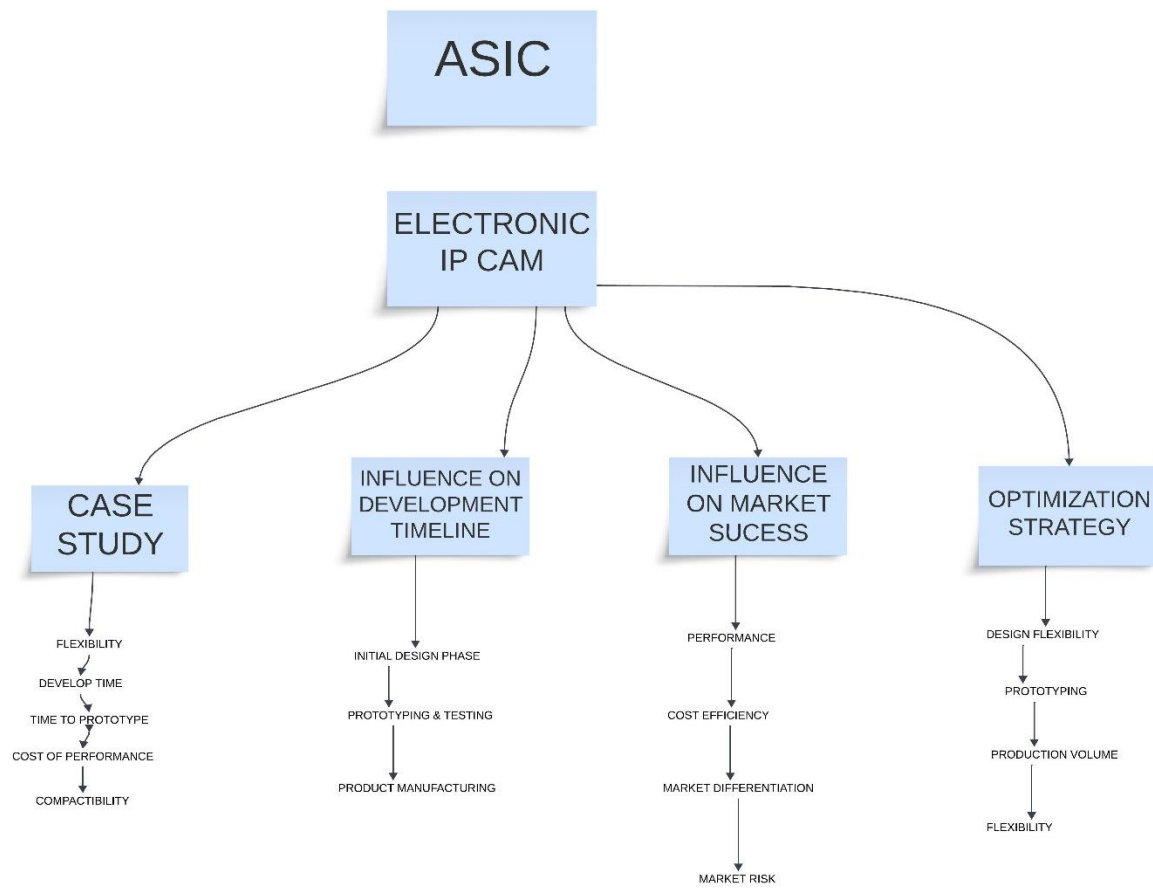 ASIC
ELECTRONIC
IP CAM
CASE
STUDY
FLEXIBILITY
DEVELOP TIME
TIME TO PROTOTYPE
COST OF PERFORMANCE
COMPACTIBILITY
INFLUENCE ON
DEVELOPMENT
TIMELINE
INITIAL DESIGN PHASE
PROTOTYPING & TESTING
PRODUCT MANUFACTURING
INFLUENCE
ON MARKET
SUCESS
PERFORMANCE
COST EFFICIENCY
MARKET DIFFERENTIATION
MARKET RISK
OPTIMIZATION
STRATEGY
DESIGN FLEXIBILITY
PROTOTYPING
PRODUCTION VOLUME
FLEXIBILITY